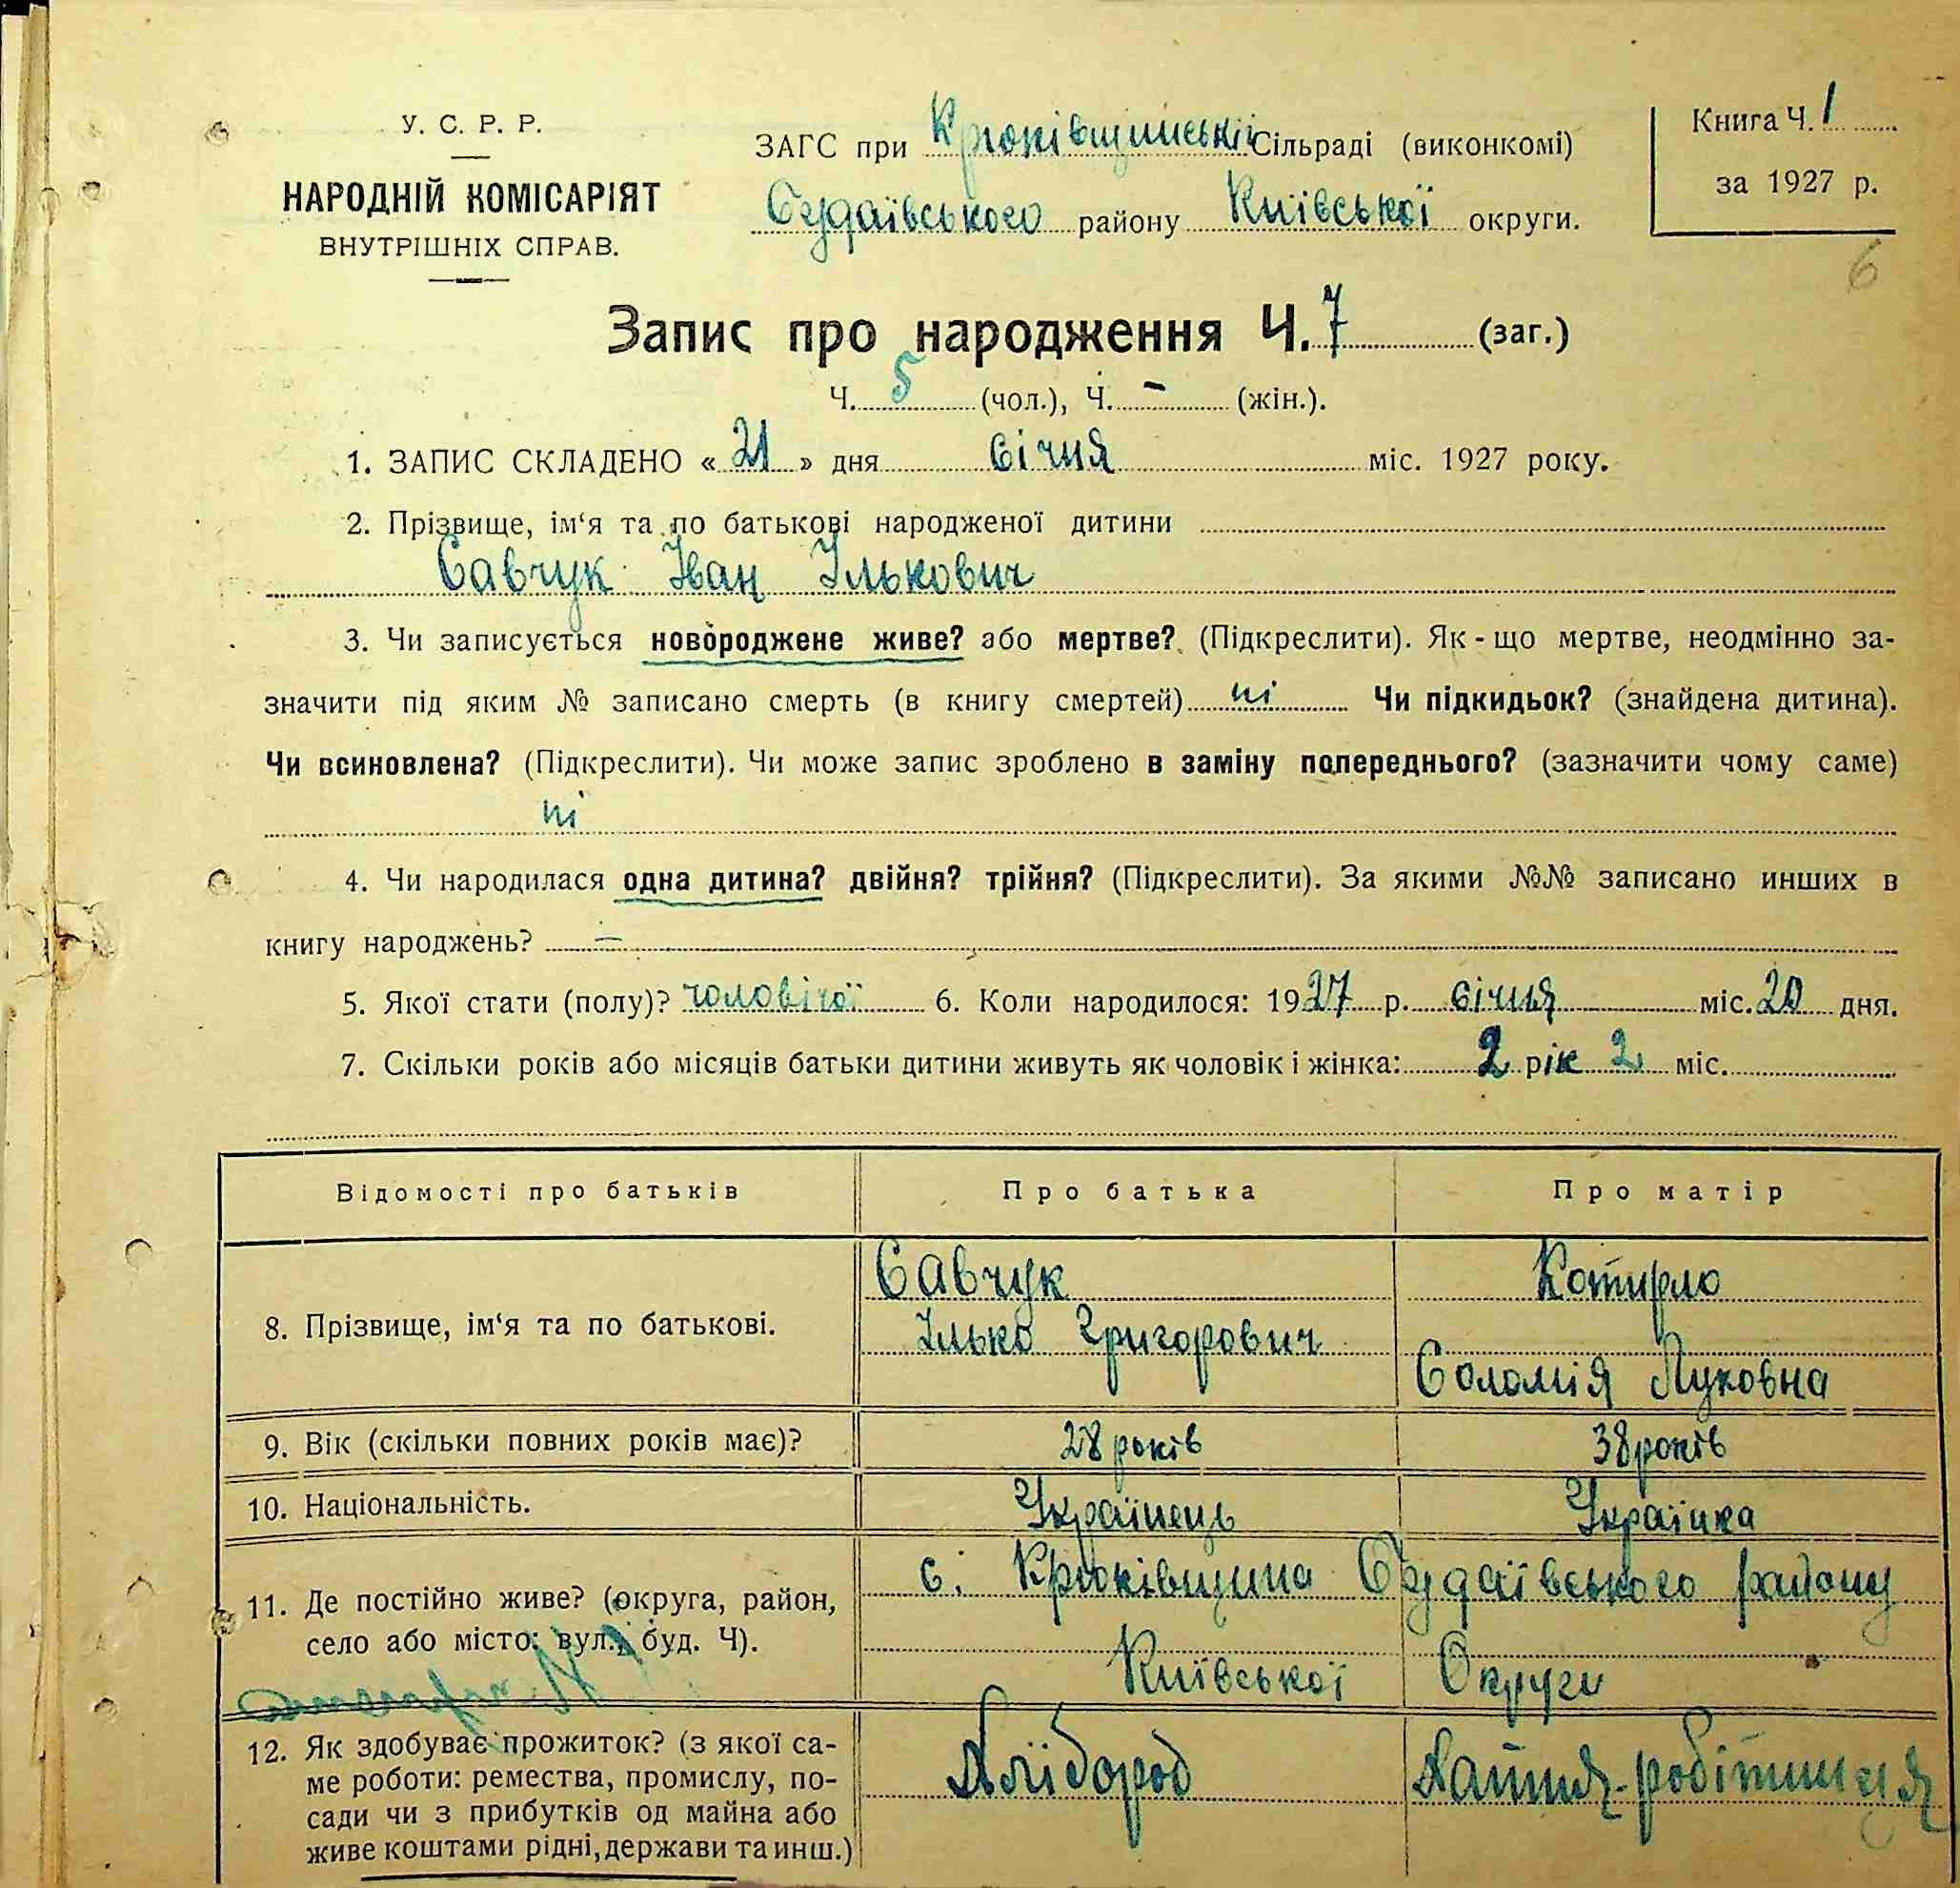 У. С. Р. Р.
НАРОДНІЙ КОМІСАРІЯТ
ВНУТРІШНІХ СПРАВ.
ЗАГС при Крюківщинській Сільраді (виконкомі)
Будаївського району Київської округи.
Книга Ч. 1
за 1927 р.
6
Запис про народження Ч. 7 (заг.)
Ч. 5 (чол.), Ч. – (жін.).
1. ЗАПИС СКЛАДЕНО « 21 » дня січня міс. 1927 року.
2. Прізвище, ім‘я та по батькові народженої дитини
Савчук Іван Ількович
3. Чи записується новороджене живе? або мертве? (Підкреслити). Як - що мертве, неодмінно за-
значити під яким № записано смерть (в книгу смертей) ні Чи підкидьок? (знайдена дитина).
Чи всиновлена? (Підкреслити). Чи може запис зроблено в заміну попереднього? (зазначити чому саме)
ні
4. Чи народилася одна дитина? двійня? трійня? (Підкреслити). За якими №№ записано инших в
книгу народжень? –
5. Якої стати (полу)? чоловічої 6. Коли народилося: 1927 р. січня міс. 20 дня.
7. Скільки років або місяців батьки дитини живуть як чоловік і жінка: 2 рік 2 міс.
Відомості про батьків Про батька Про матір
8. Прізвище, ім‘я та по батькові.
Савчук
Ілько Григорович
Котирло
Соломія Луковна
9. Вік (скільки повних років має)? 28 років 38 років
10. Національність. Українець Українка
11. Де постійно живе? (округа, район,
село або місто: вул., буд. Ч).
с. Крюківщина Будаївського району
Київської Округи
12. Як здобуває прожиток? (з якої са-
ме роботи: ремества, промислу, по-
сади чи з прибутків од майна або
живе коштами рідні, держави та инш.)
Хлібороб
Хатня-робітниця